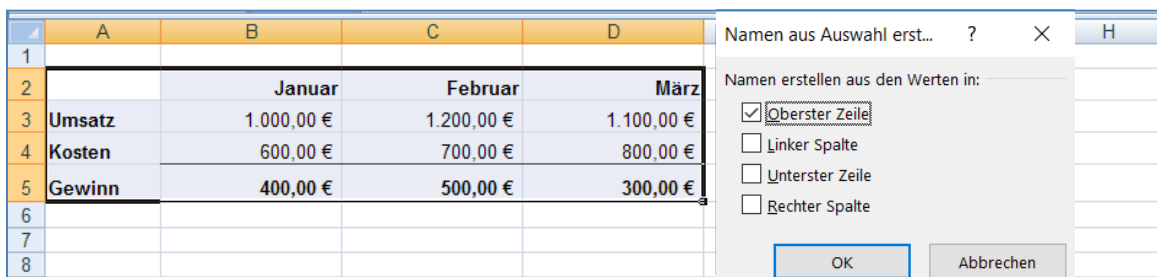 A B C D H
Namen aus Auswahl erst... ? ×
1
2 Januar Februar März
Namen erstellen aus den Werten in:
3 Umsatz 1.000,00 € 1.200,00 € 1.100,00 €
Oberster Zeile
4 Kosten 600,00 € 700,00 € 800,00 €
Linker Spalte
5 Gewinn 400,00 € 500,00 € 300,00 €
Unterster Zeile
Rechter Spalte
6
7
8
OK Abbrechen